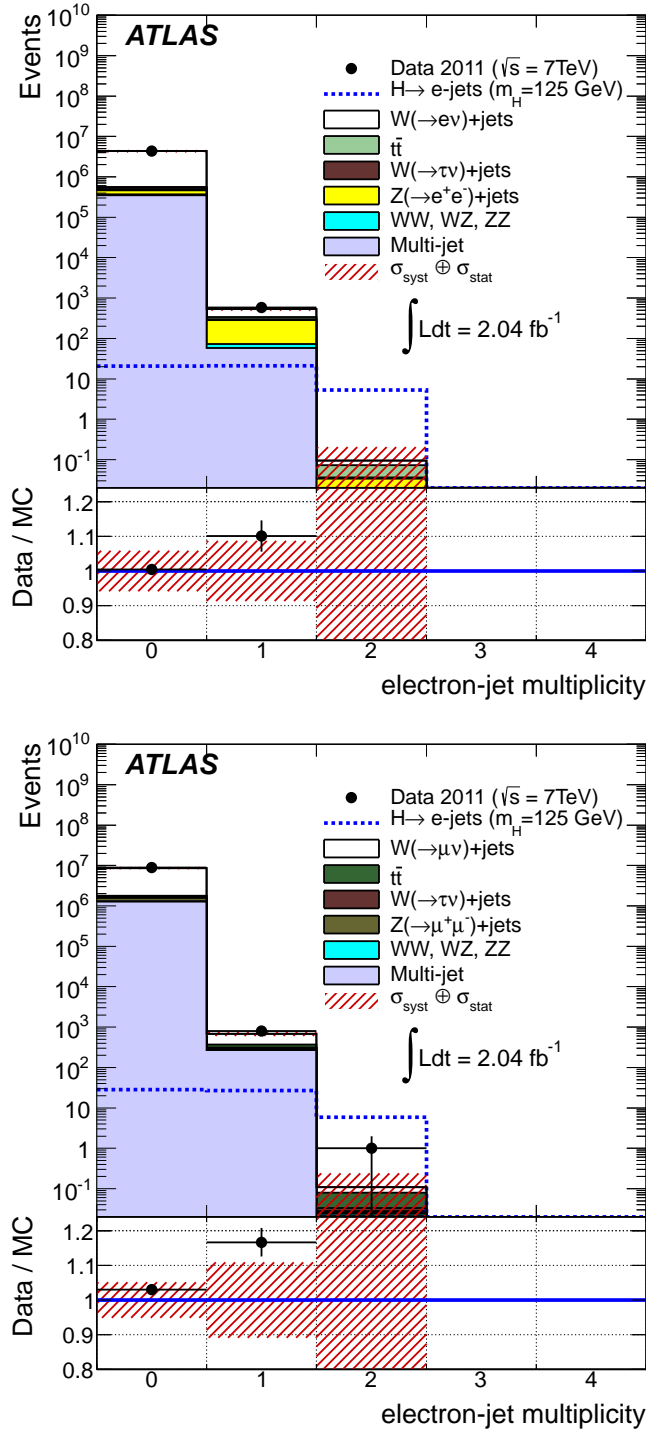 ATLAS
Events
10^10
10^9
10^8
10^7
10^6
10^5
10^4
10^3
10^2
10
1
10^-1
Data 2011 (√s = 7TeV)
H→ e-jets (m_H=125 GeV)
W(→eν)+jets
tt̄
W(→τν)+jets
Z(→e⁺e⁻)+jets
WW, WZ, ZZ
Multi-jet
σ_syst ⊕ σ_stat
∫ Ldt = 2.04 fb⁻¹
Data / MC
1.2
1.1
1
0.9
0.8
0 1 2 3 4
electron-jet multiplicity
ATLAS
Events
10^10
10^9
10^8
10^7
10^6
10^5
10^4
10^3
10^2
10
1
10^-1
Data 2011 (√s = 7TeV)
H→ e-jets (m_H=125 GeV)
W(→μν)+jets
tt̄
W(→τν)+jets
Z(→μ⁺μ⁻)+jets
WW, WZ, ZZ
Multi-jet
σ_syst ⊕ σ_stat
∫ Ldt = 2.04 fb⁻¹
Data / MC
1.2
1.1
1
0.9
0.8
0 1 2 3 4
electron-jet multiplicity